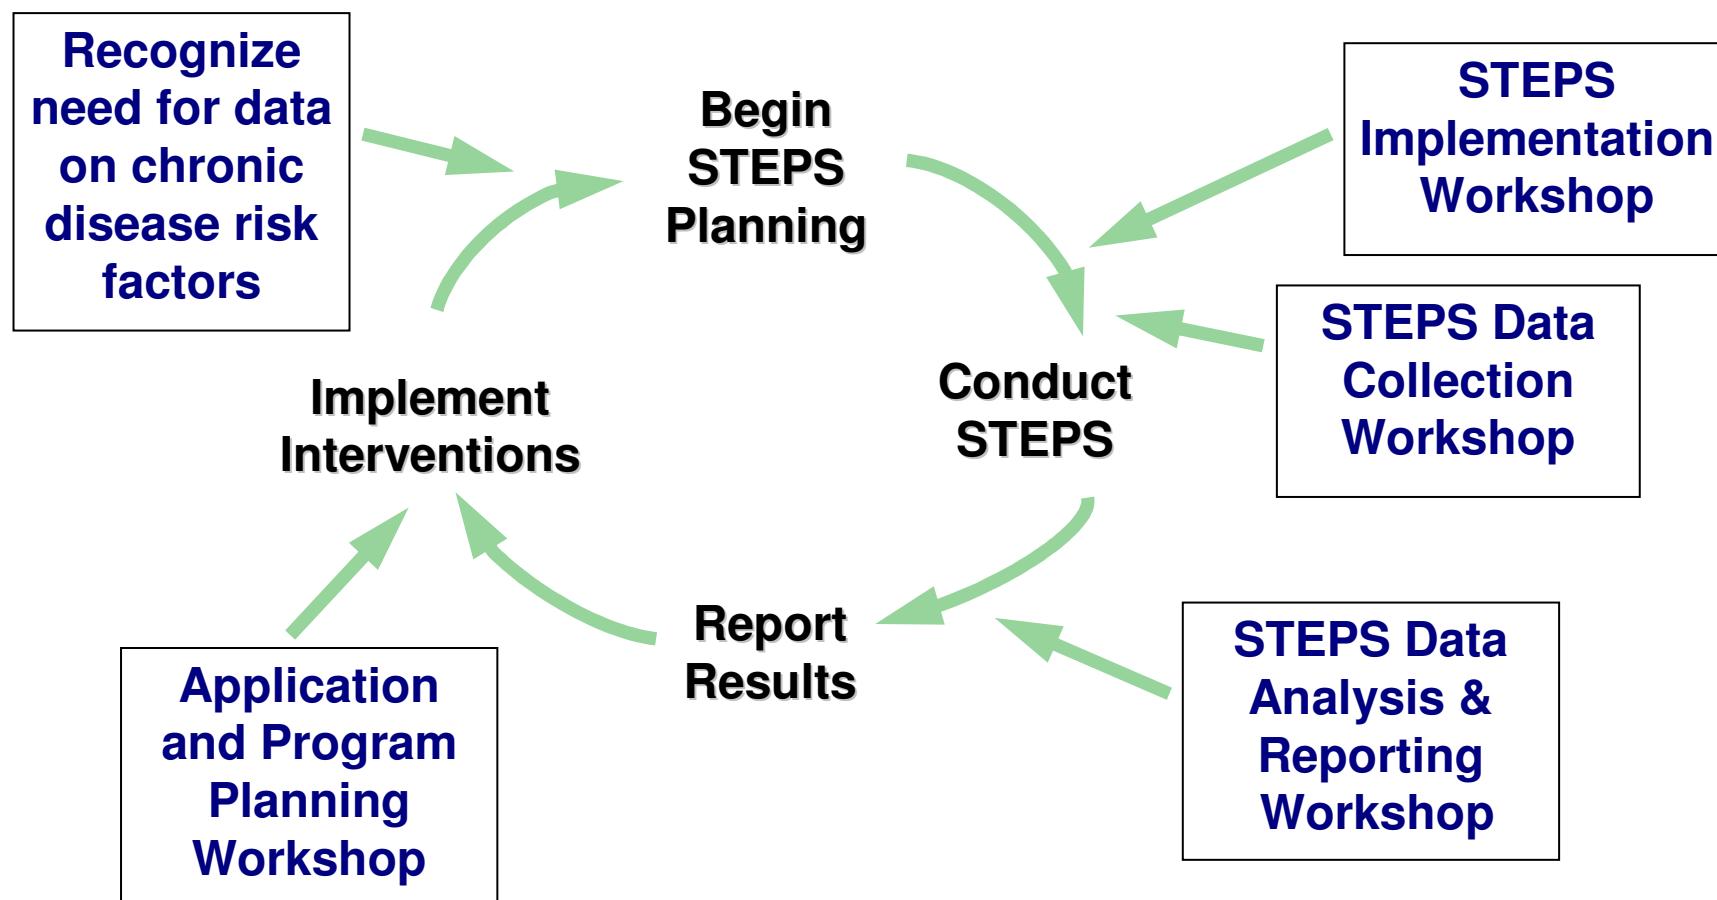 Recognize
need for data
on chronic
disease risk
factors
Begin
STEPS
Planning
STEPS
Implementation
Workshop
STEPS Data
Collection
Workshop
Conduct
STEPS
Implement
Interventions
Report
Results
STEPS Data
Analysis &
Reporting
Workshop
Application
and Program
Planning
Workshop